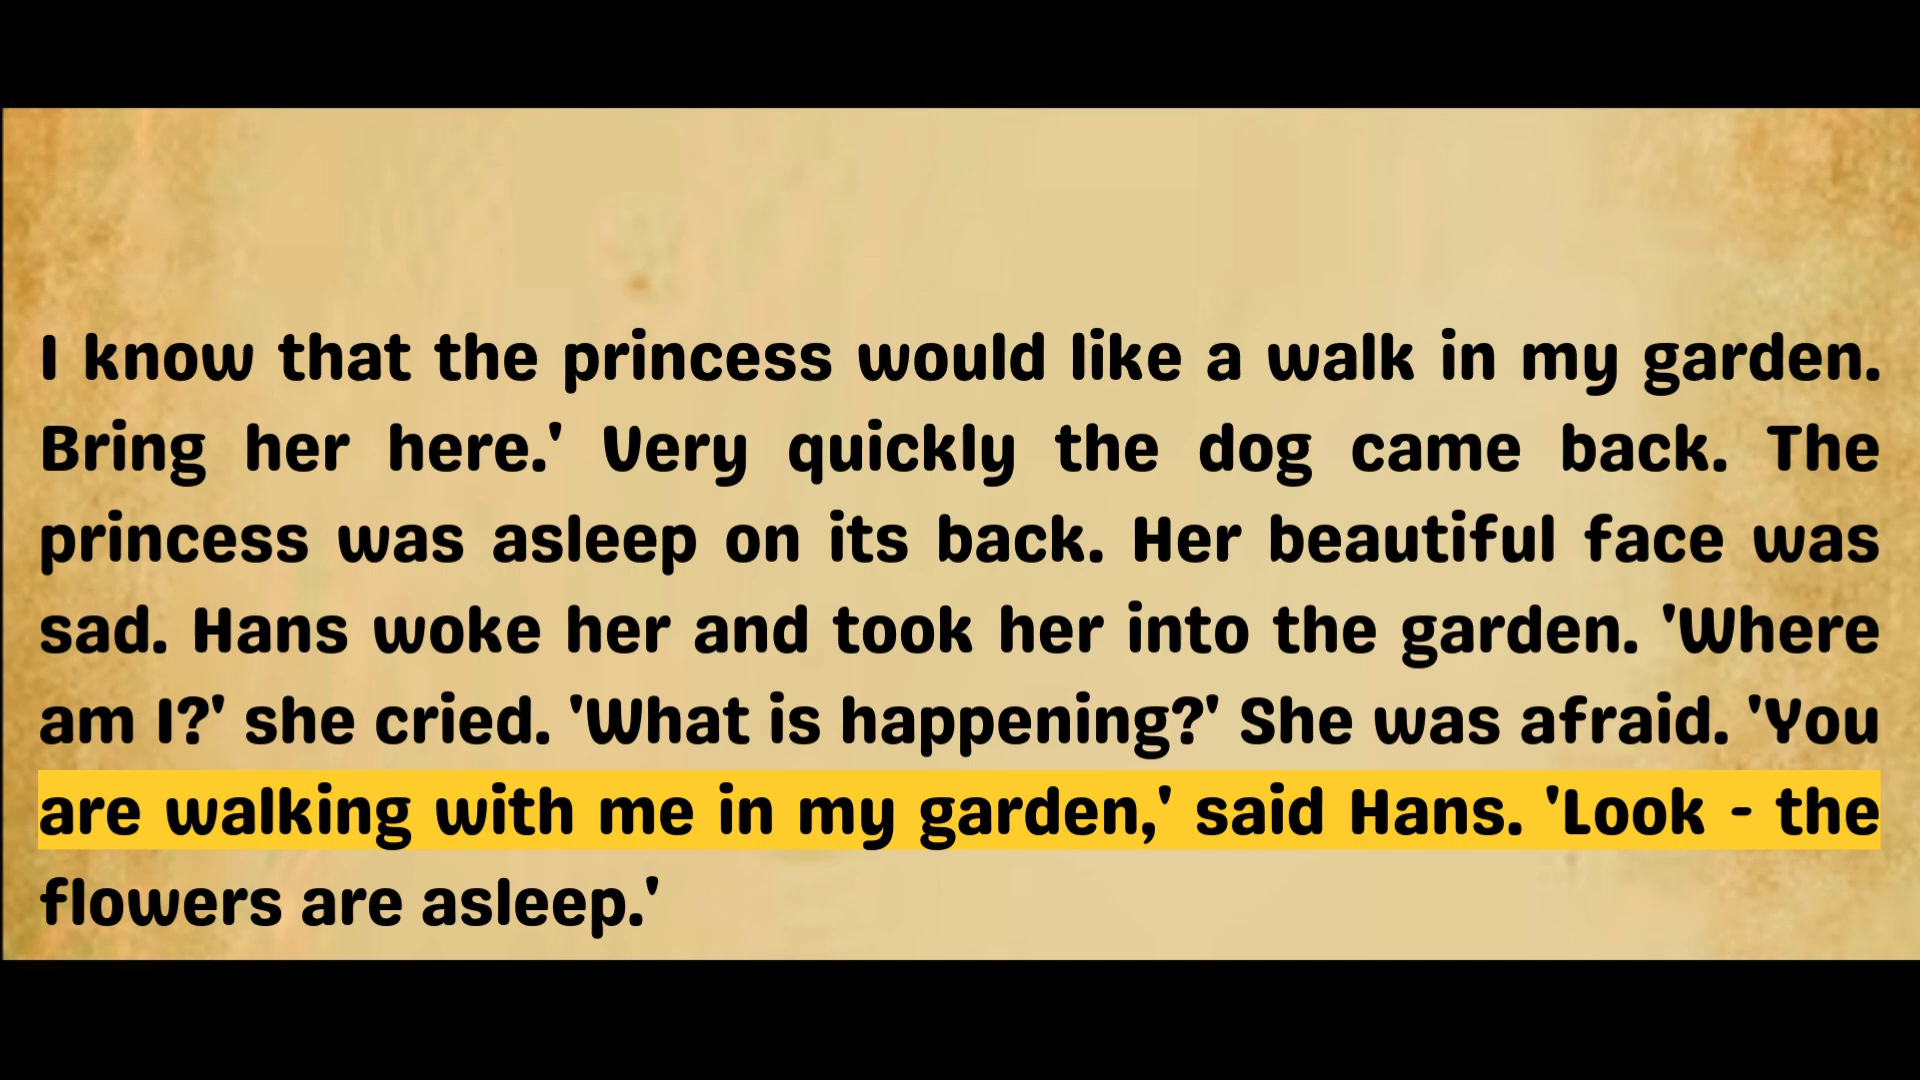 I know that the princess would like a walk in my garden.
Bring her here.' Very quickly the dog came back. The
princess was asleep on its back. Her beautiful face was
sad. Hans woke her and took her into the garden. 'Where
am I?' she cried. 'What is happening?' She was afraid. 'You
are walking with me in my garden,' said Hans. 'Look - the
flowers are asleep.'